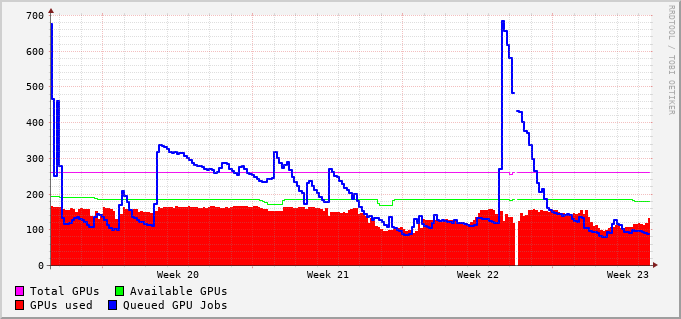 700
600
500
400
300
200
100
0
Week 20 Week 21 Week 22 Week 23
Total GPUs Available GPUs
GPUs used Queued GPU Jobs
RRDTOOL / TOBI OETIKER